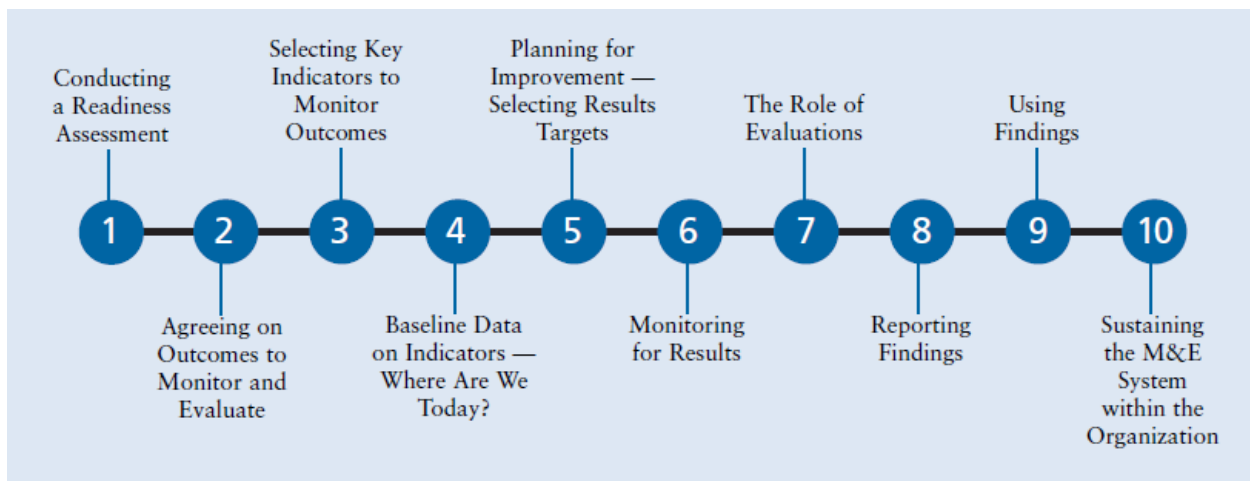 Conducting
a Readiness
Assessment
Selecting Key
Indicators to
Monitor
Outcomes
Planning for
Improvement —
Selecting Results
Targets
The Role of
Evaluations
Using
Findings
1
2
3
4
5
6
7
8
9
10
Agreeing on
Outcomes to
Monitor and
Evaluate
Baseline Data
on Indicators —
Where Are We
Today?
Monitoring
for Results
Reporting
Findings
Sustaining
the M&E
System
within the
Organization